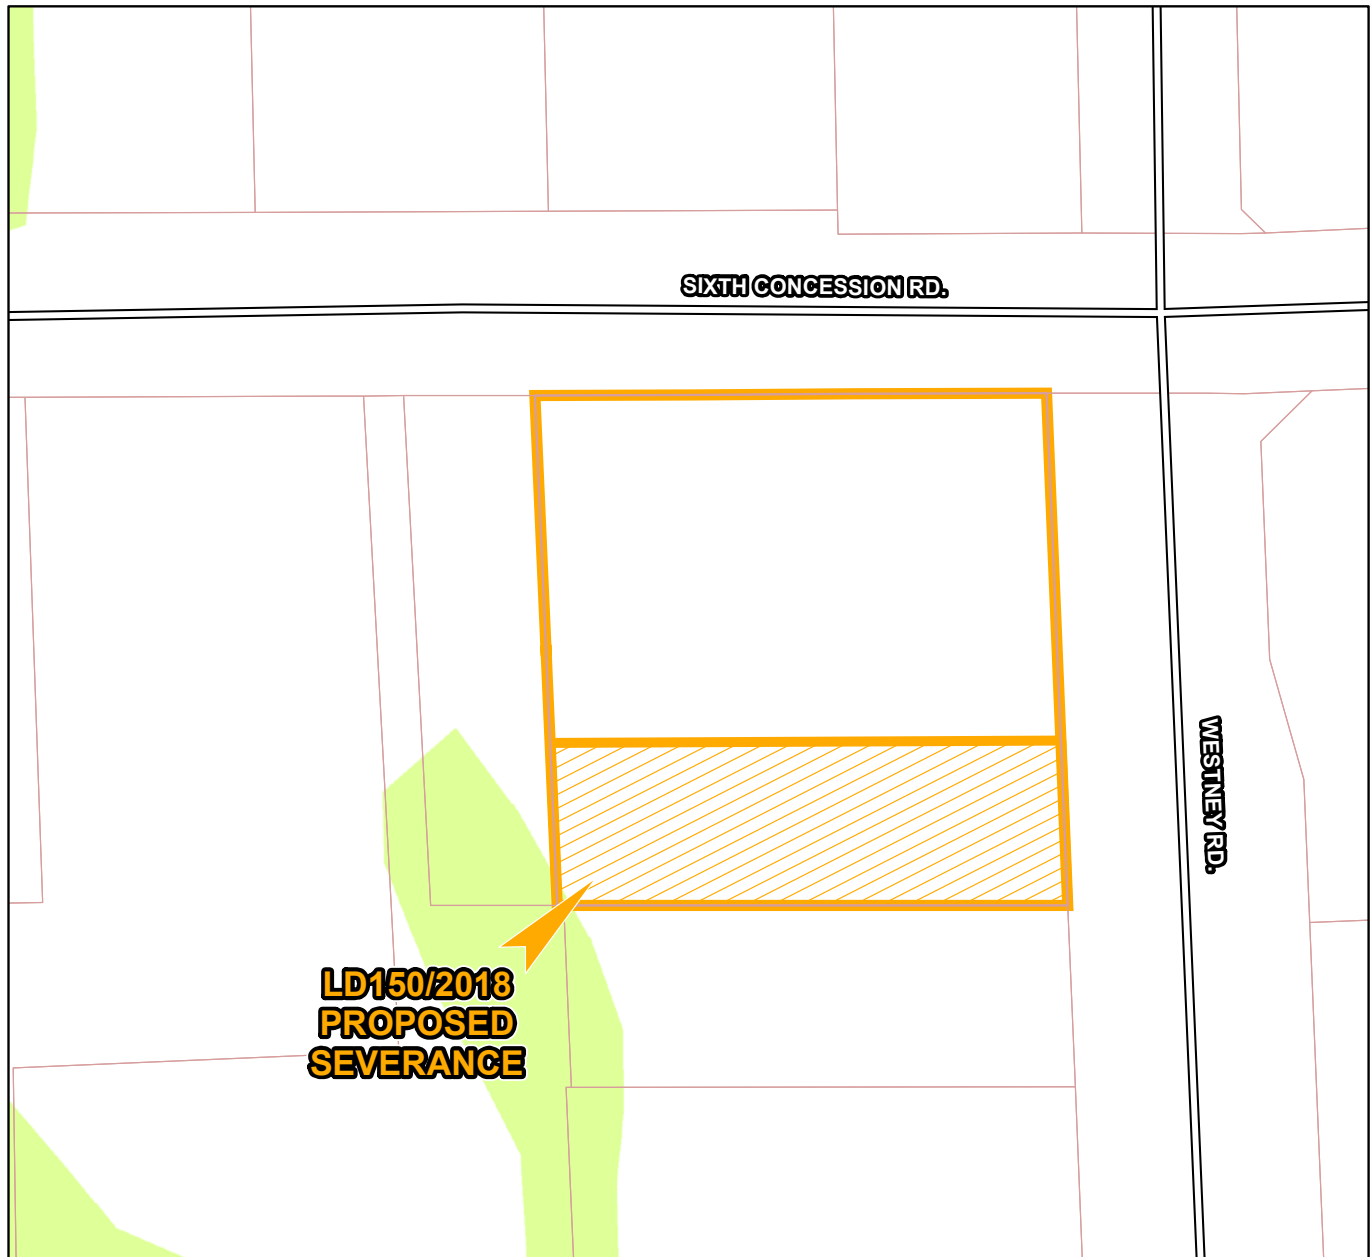 SIXTH CONCESSION RD.
WESTNEY RD.
LD150/2018
PROPOSED
SEVERANCE